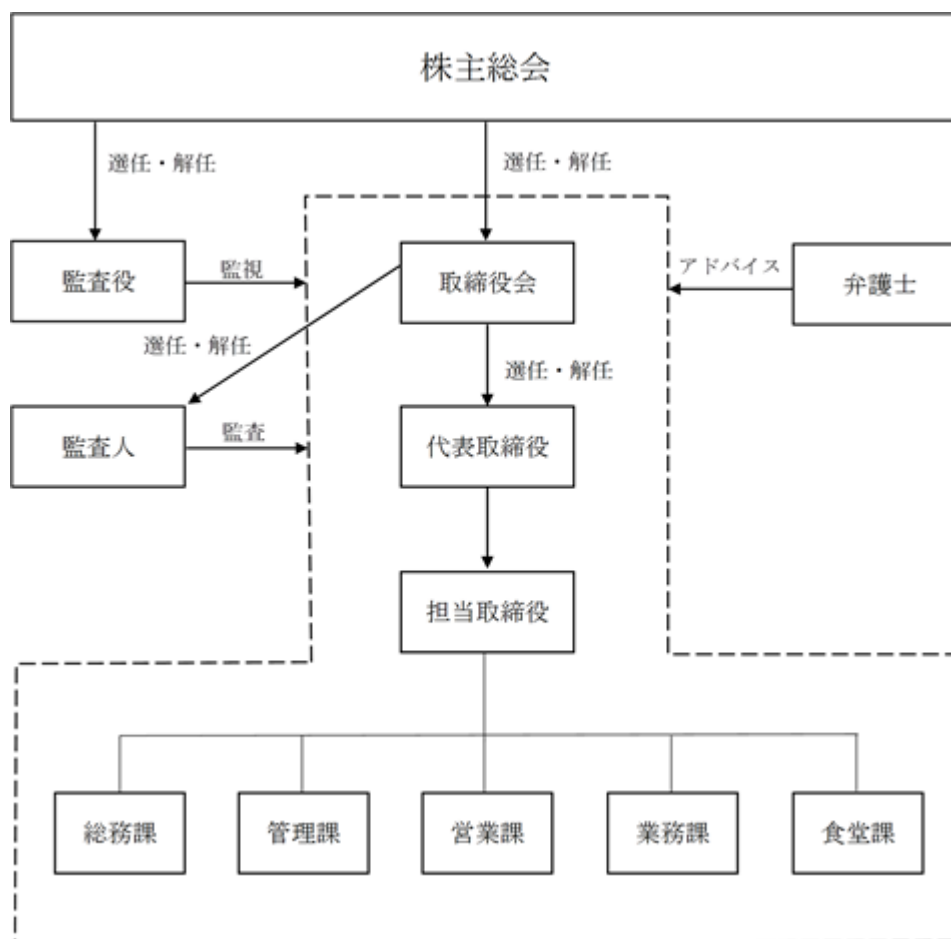 株主総会
選任・解任
選任・解任
監査役
監視
取締役会
アドバイス
弁護士
選任・解任
選任・解任
監査人
監査
代表取締役
担当取締役
総務課
管理課
営業課
業務課
食堂課